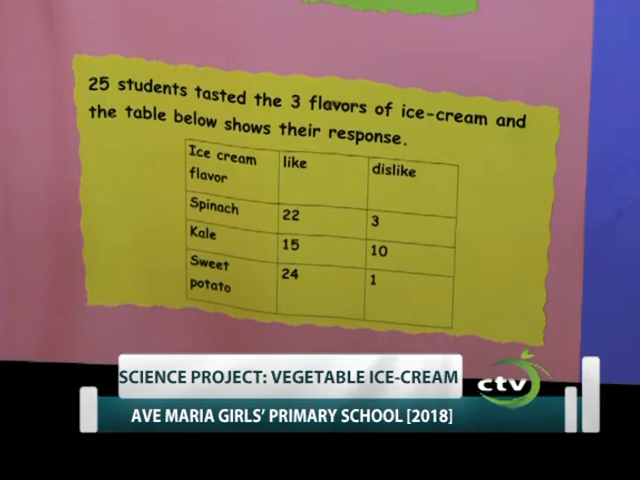 25 students tasted the 3 flavors of ice-cream and
the table below shows their response.
Ice cream flavor like dislike
Spinach 22 3
Kale 15 10
Sweet potato 24 1
SCIENCE PROJECT: VEGETABLE ICE-CREAM
ctv
AVE MARIA GIRLS' PRIMARY SCHOOL [2018]